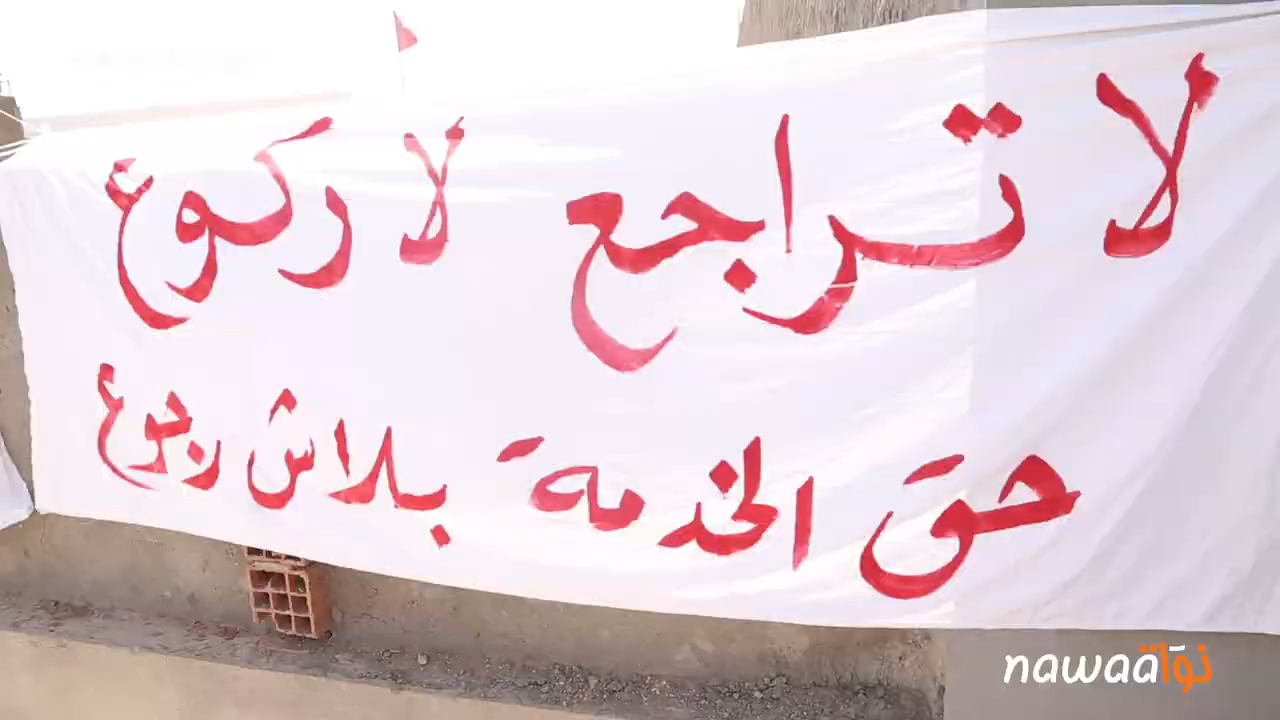 لا تراجع لا ركوع
حق الخدمة بلاش رجوع
nawaat نواة